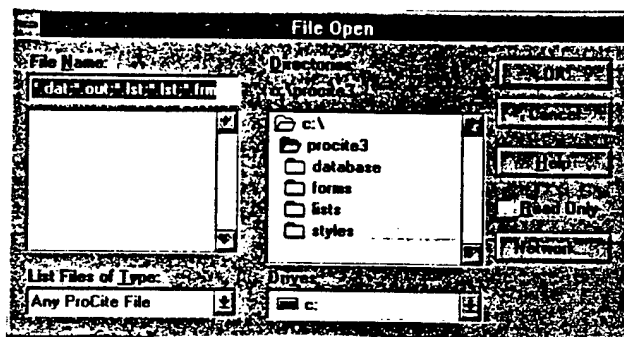 File Open
File Name:
*.dat;*.out;*.lst;*.lst;*.frm
Directories:
c:\procite3
OK
Cancel
Help
Read Only
Network...
c:\
procite3
database
forms
lists
styles
List Files of Type:
Any ProCite File
Drives:
c: